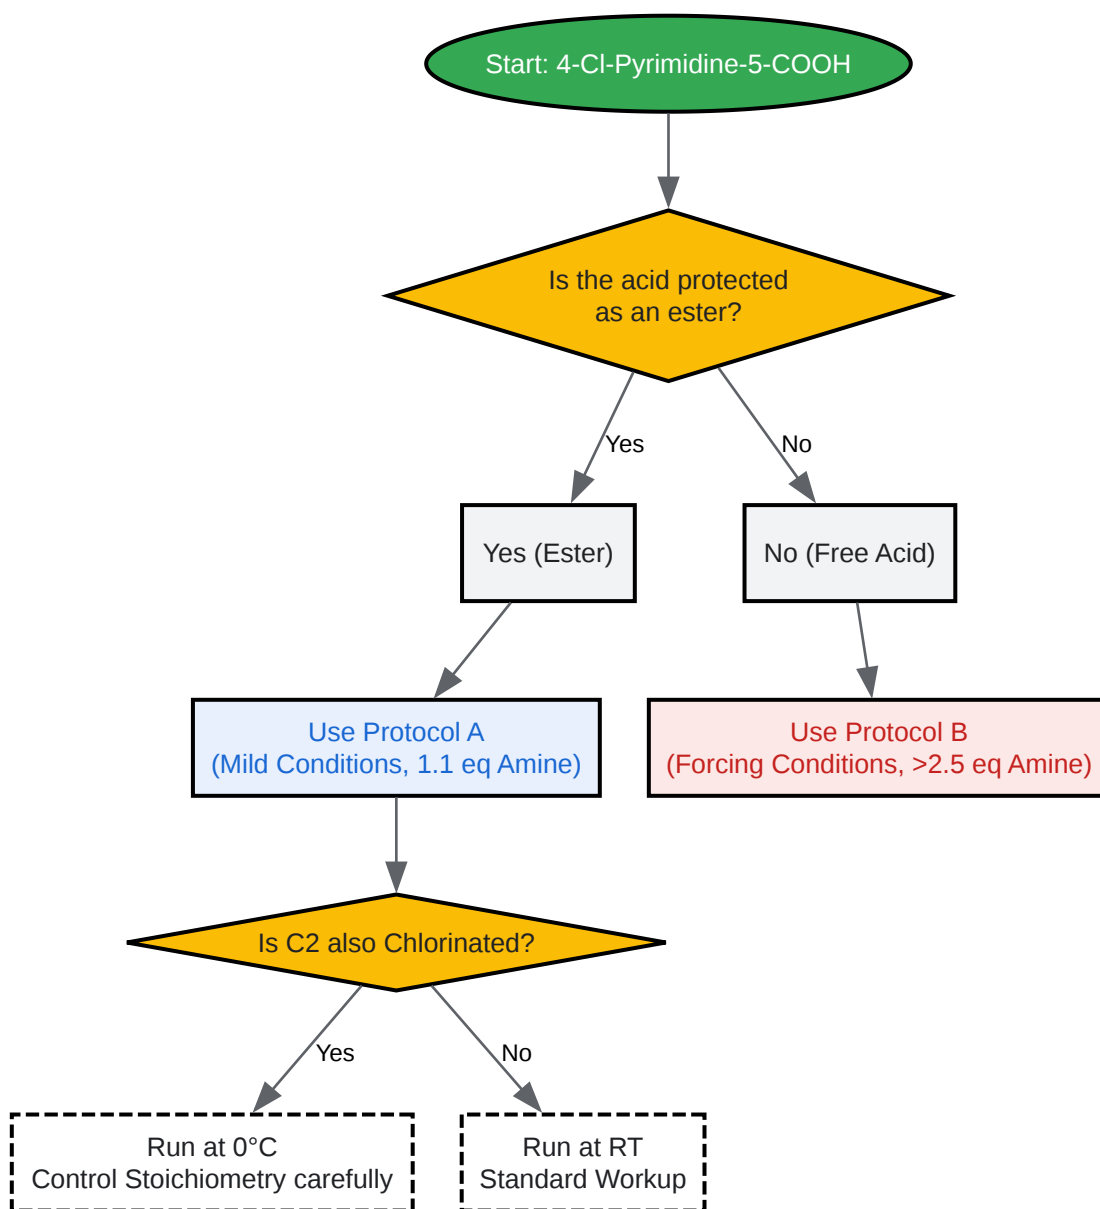 Start: 4-Cl-Pyrimidine-5-COOH
Is the acid protected
as an ester?
Yes
No
Yes (Ester)
No (Free Acid)
Use Protocol A
(Mild Conditions, 1.1 eq Amine)
Use Protocol B
(Forcing Conditions, >2.5 eq Amine)
Is C2 also Chlorinated?
Yes
No
Run at 0°C
Control Stoichiometry carefully
Run at RT
Standard Workup